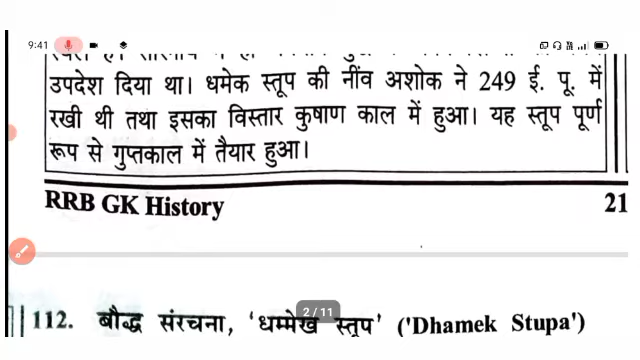 9:41
उपदेश दिया था। धमेक स्तूप की नींव अशोक ने 249 ई. पू. में
रखी थी तथा इसका विस्तार कुषाण काल में हुआ। यह स्तूप पूर्ण
रूप से गुप्तकाल में तैयार हुआ।
RRB GK History 21
2/11
112. बौद्ध संरचना, 'धम्मेख स्तूप' ('Dhamek Stupa')